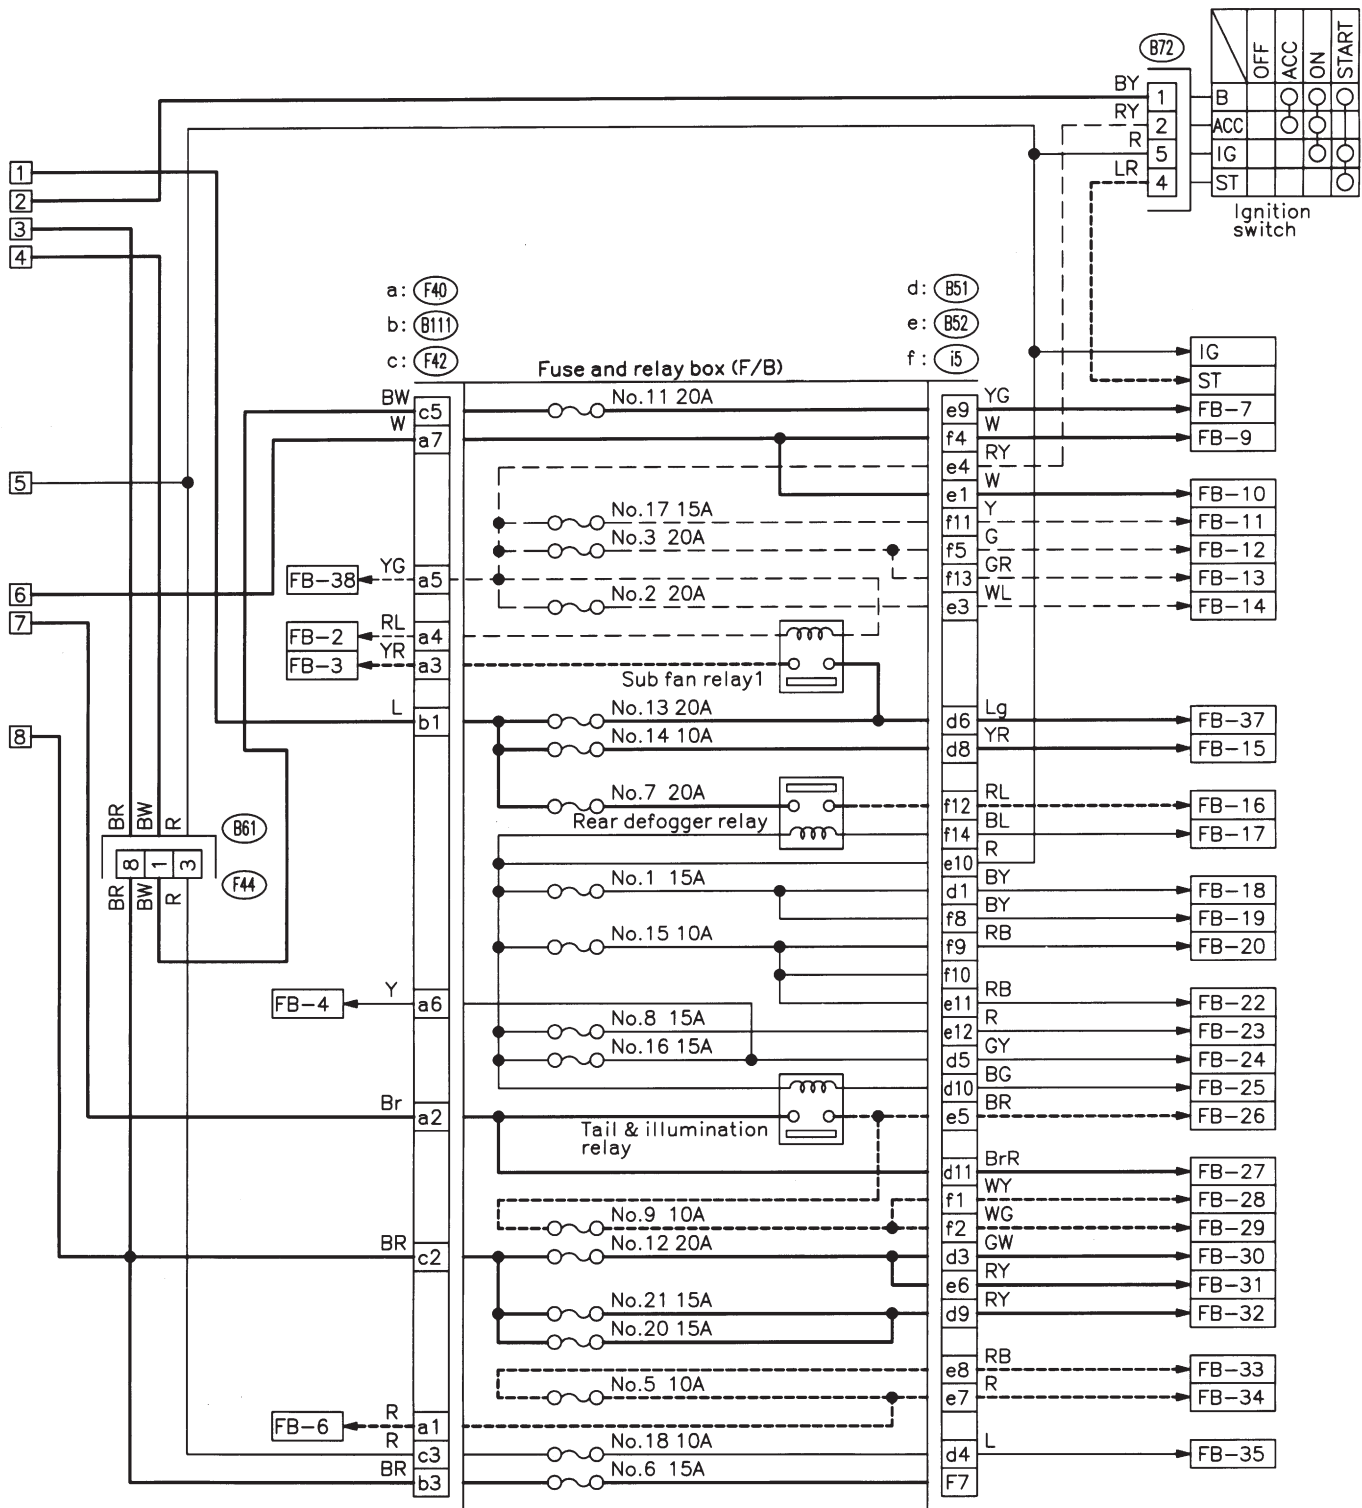 B72
OFF
ACC
ON
START
BY 1 B
RY 2 ACC
R 5 IG
LR 4 ST
Ignition
switch
1
2
3
4
a: F40
b: B111
c: F42
d: B51
e: B52
f: i5
Fuse and relay box (F/B)
IG
ST
BW c5 No.11 20A e9 YG FB-7
W a7 f4 W FB-9
e4 RY
5
e1 W FB-10
No.17 15A f11 Y FB-11
No.3 20A f5 G FB-12
FB-38 YG a5 f13 GR FB-13
6
No.2 20A e3 WL FB-14
7
FB-2 RL a4
FB-3 YR a3
Sub fan relay1
L b1 No.13 20A d6 Lg FB-37
8
No.14 10A d8 YR FB-15
No.7 20A f12 RL FB-16
Rear defogger relay f14 BL FB-17
BR BW R B61
8 1 3
BR BW R F44
e10 R
No.1 15A d1 BY FB-18
f8 BY FB-19
No.15 10A f9 RB FB-20
f10
FB-4 Y a6 e11 RB FB-22
No.8 15A e12 R FB-23
No.16 15A d5 GY FB-24
d10 BG FB-25
Br a2 e5 BR FB-26
Tail & illumination
relay
d11 BrR FB-27
f1 WY FB-28
No.9 10A f2 WG FB-29
BR c2 No.12 20A d3 GW FB-30
e6 RY FB-31
No.21 15A d9 RY FB-32
No.20 15A
e8 RB FB-33
No.5 10A e7 R FB-34
FB-6 R a1
R c3 No.18 10A d4 L FB-35
BR b3 No.6 15A F7